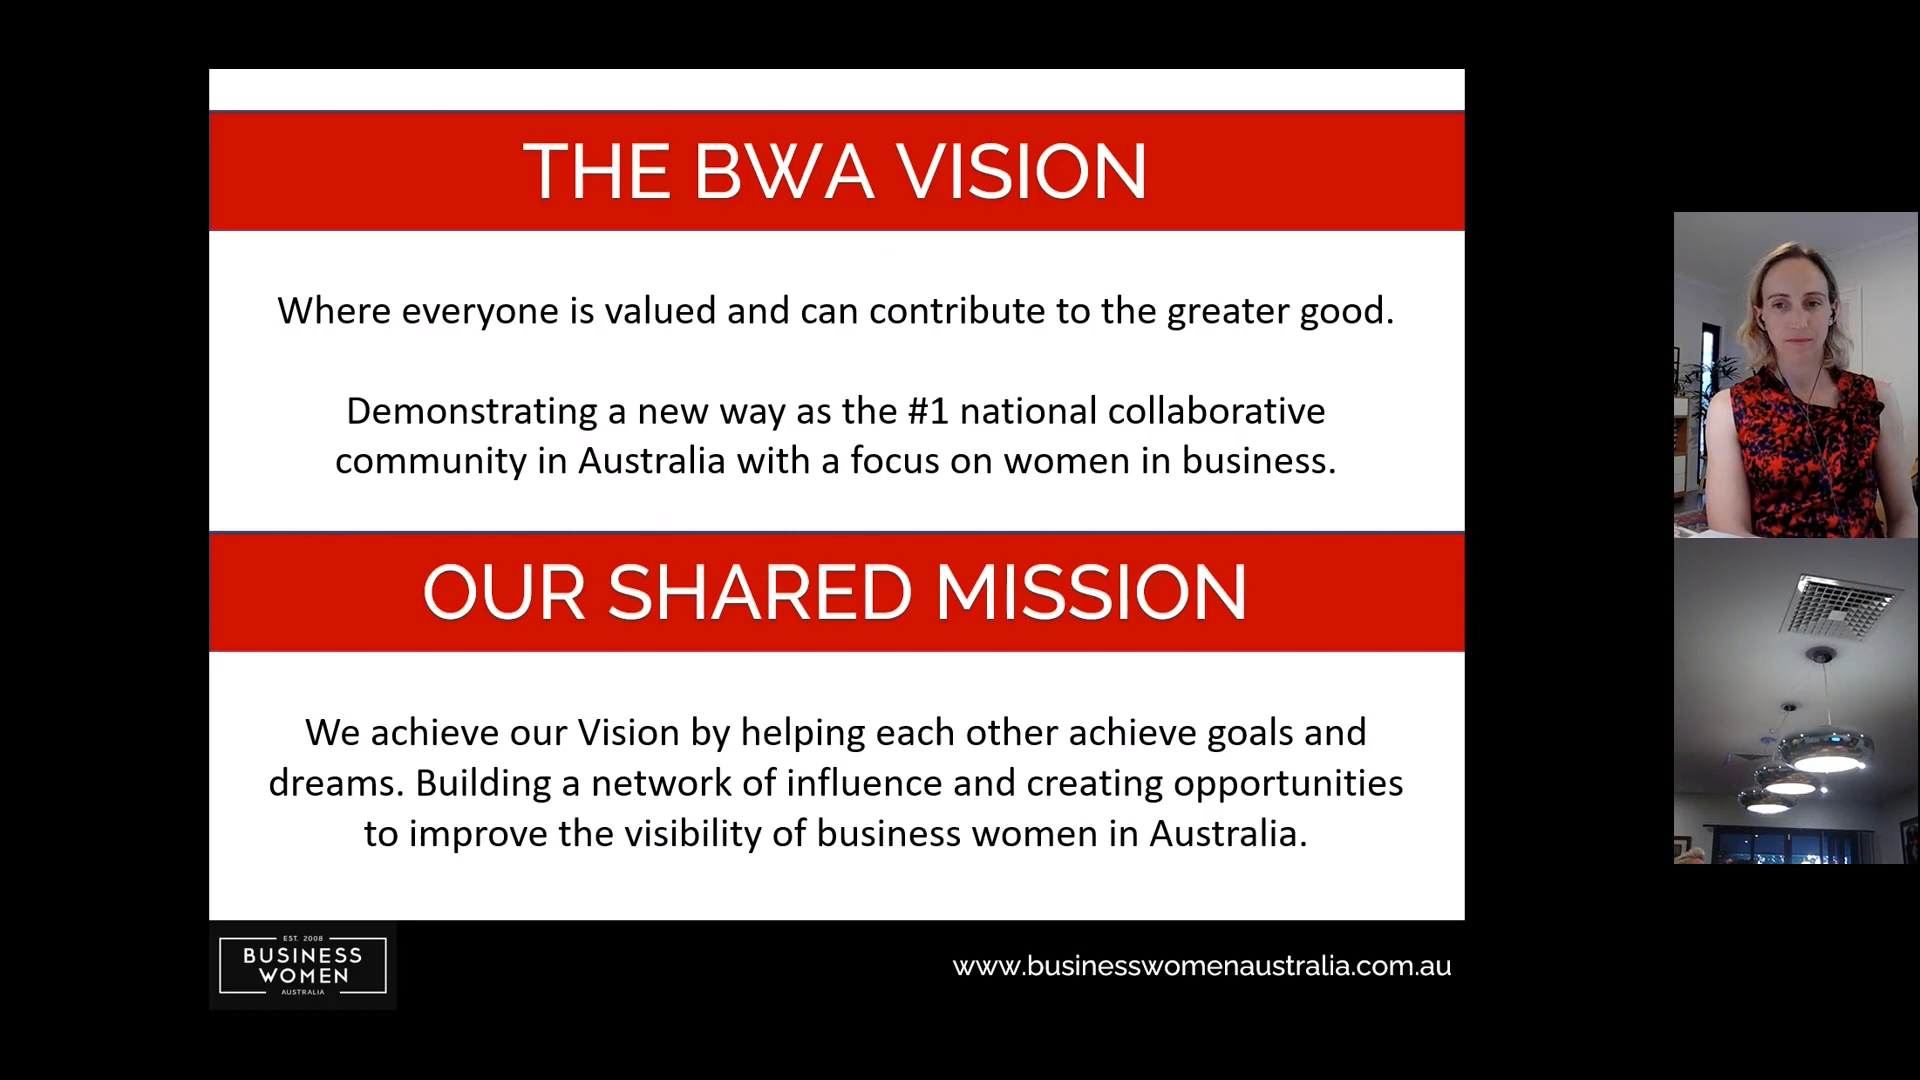 THE BWA VISION
Where everyone is valued and can contribute to the greater good.
Demonstrating a new way as the #1 national collaborative
community in Australia with a focus on women in business.
OUR SHARED MISSION
We achieve our Vision by helping each other achieve goals and
dreams. Building a network of influence and creating opportunities
to improve the visibility of business women in Australia.
EST. 2008
BUSINESS
WOMEN
AUSTRALIA
www.businesswomenaustralia.com.au